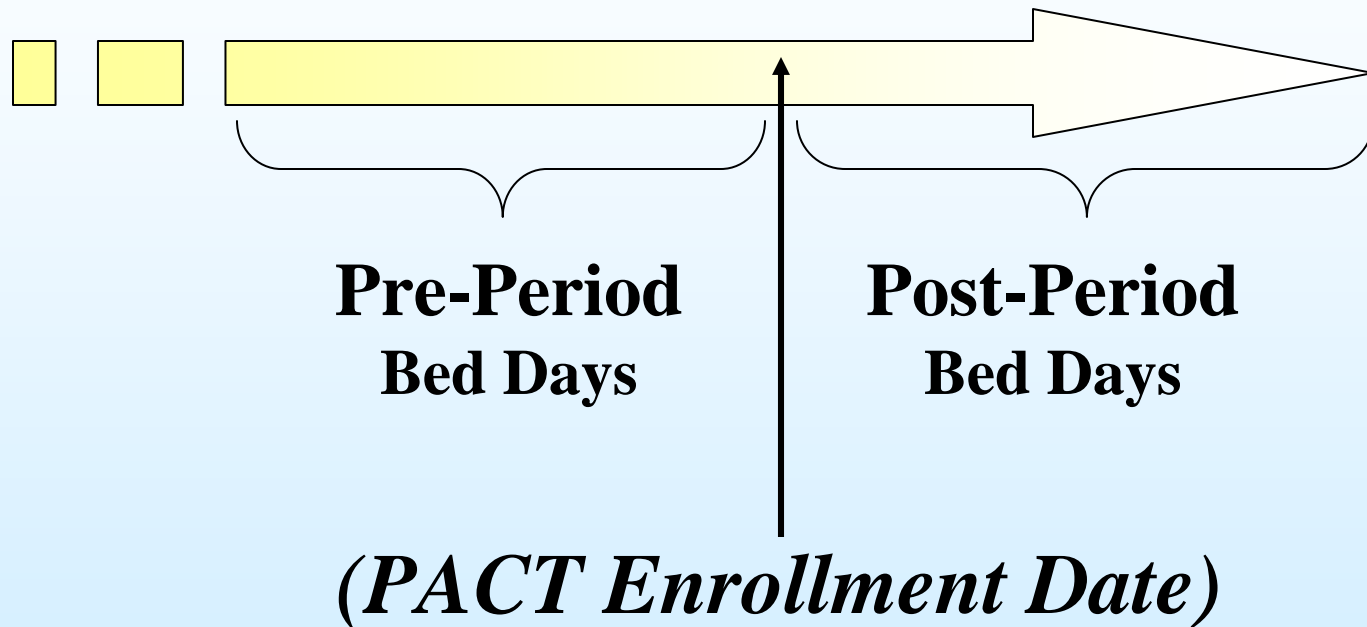 Pre-Period
Bed Days
Post-Period
Bed Days
(PACT Enrollment Date)